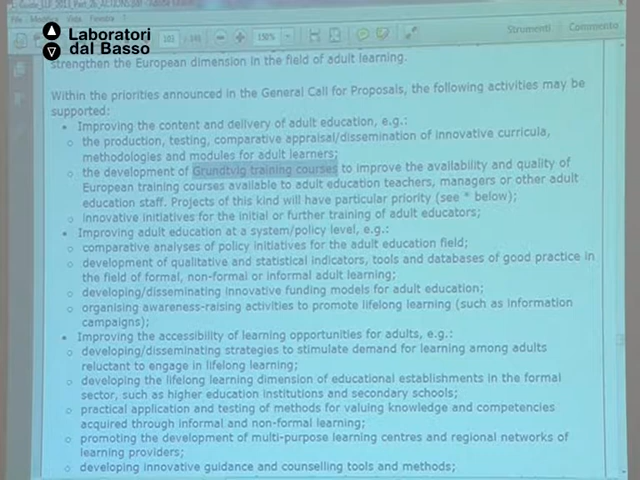 Laboratori
dal Basso
File Modifica Vista Finestra
103
150%
Strumenti
Commento
strengthen the European dimension in the field of adult learning.
Within the priorities announced in the General Call for Proposals, the following activities may be
supported:
• Improving the content and delivery of adult education, e.g.:
o the production, testing, comparative appraisal/dissemination of innovative curricula,
methodologies and modules for adult learners;
o the development of Grundtvig training courses to improve the availability and quality of
European training courses available to adult education teachers, managers or other adult
education staff. Projects of this kind will have particular priority (see * below);
o innovative initiatives for the initial or further training of adult educators;
• Improving adult education at a system/policy level, e.g.:
o comparative analyses of policy initiatives for the adult education field;
o development of qualitative and statistical indicators, tools and databases of good practice in
the field of formal, non-formal or informal adult learning;
o developing/disseminating innovative funding models for adult education;
o organising awareness-raising activities to promote lifelong learning (such as information
campaigns);
• Improving the accessibility of learning opportunities for adults, e.g.:
o developing/disseminating strategies to stimulate demand for learning among adults
reluctant to engage in lifelong learning;
o developing the lifelong learning dimension of educational establishments in the formal
sector, such as higher education institutions and secondary schools;
o practical application and testing of methods for valuing knowledge and competencies
acquired through informal and non-formal learning;
o promoting the development of multi-purpose learning centres and regional networks of
learning providers;
o developing innovative guidance and counselling tools and methods;